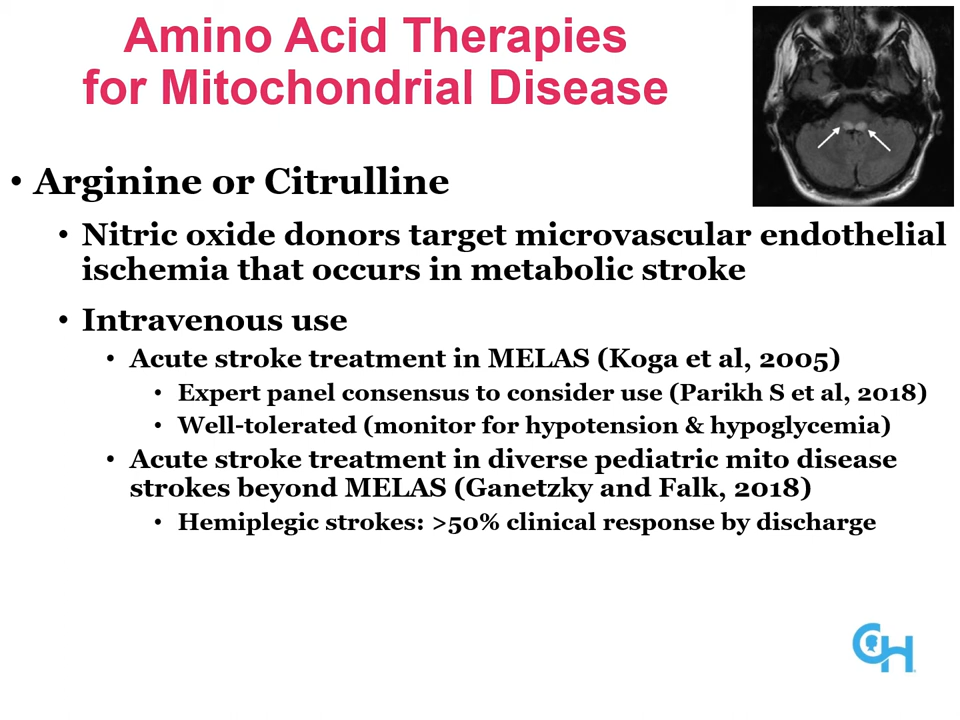 Amino Acid Therapies
for Mitochondrial Disease
• Arginine or Citrulline
• Nitric oxide donors target microvascular endothelial
ischemia that occurs in metabolic stroke
• Intravenous use
• Acute stroke treatment in MELAS (Koga et al, 2005)
• Expert panel consensus to consider use (Parikh S et al, 2018)
• Well-tolerated (monitor for hypotension & hypoglycemia)
• Acute stroke treatment in diverse pediatric mito disease
strokes beyond MELAS (Ganetzky and Falk, 2018)
• Hemiplegic strokes: >50% clinical response by discharge
CH